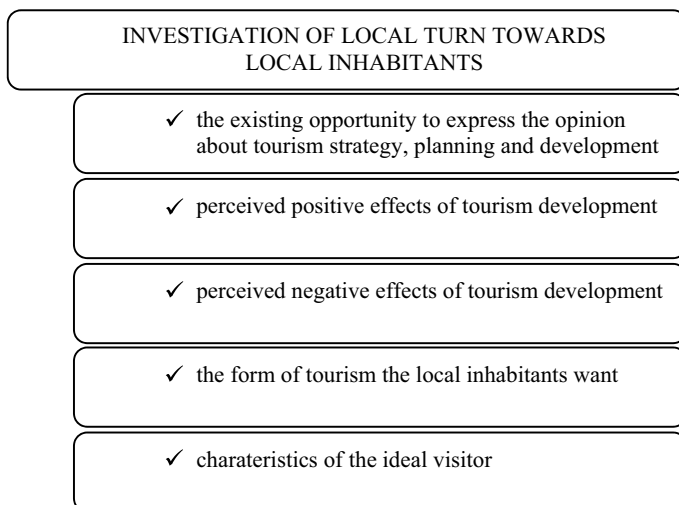 INVESTIGATION OF LOCAL TURN TOWARDS
LOCAL INHABITANTS
✓ the existing opportunity to express the opinion
about tourism strategy, planning and development
✓ perceived positive effects of tourism development
✓ perceived negative effects of tourism development
✓ the form of tourism the local inhabitants want
✓ charateristics of the ideal visitor